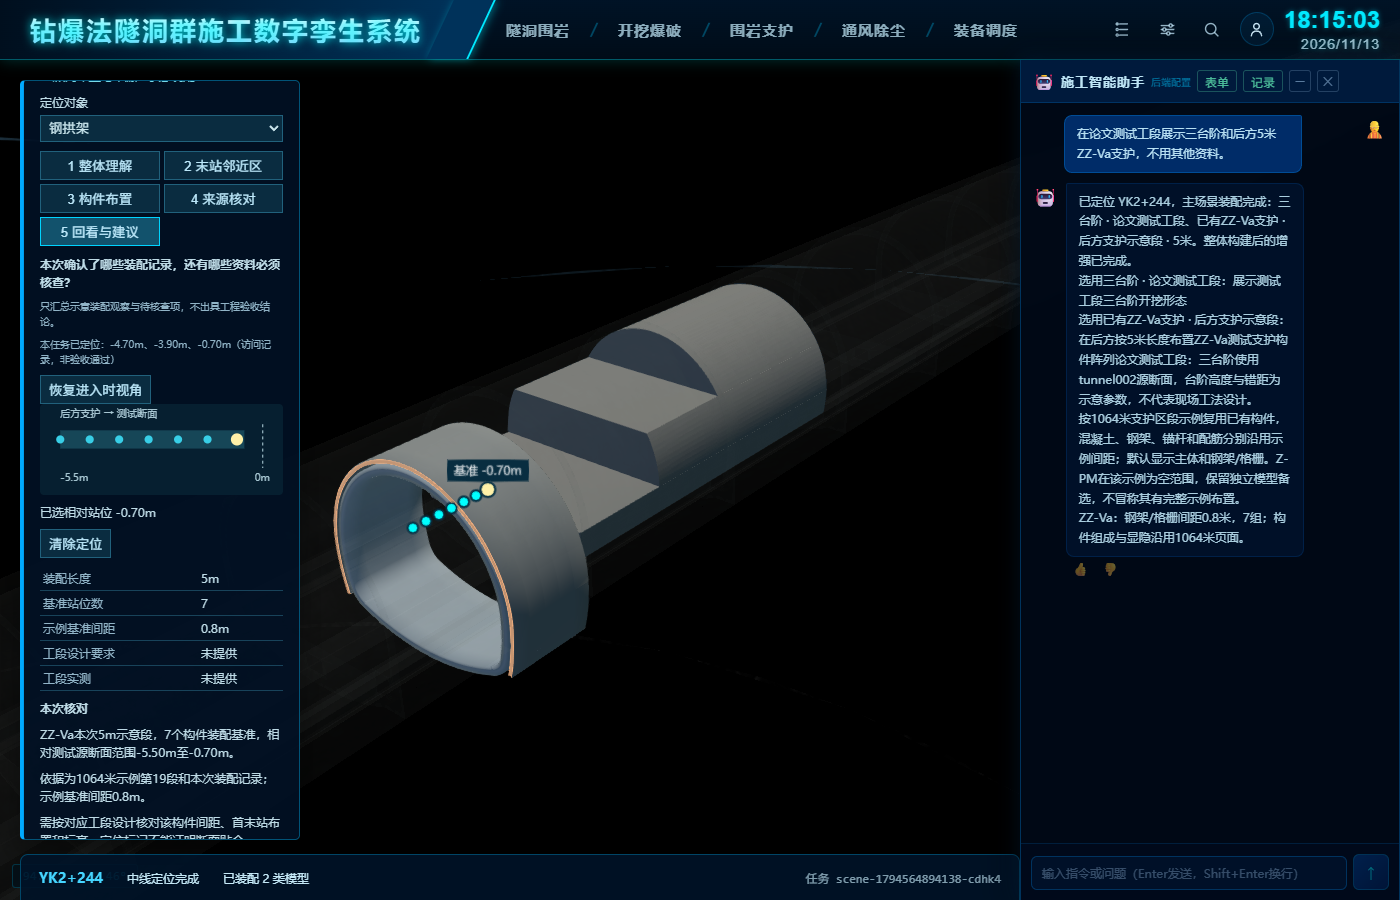 钻爆法隧洞群施工数字孪生系统
隧洞围岩 / 开挖爆破 / 围岩支护 / 通风除尘 / 装备调度
18:15:03
2026/11/13
定位对象
钢拱架
1 整体理解
2 末站邻近区
3 构件布置
4 来源核对
5 回看与建议
本次确认了哪些装配记录，还有哪些资料必须
核查?
只汇总示意装配观察与待核查项，不出具工程验收结
论。
本任务已定位：-4.70m、-3.90m、-0.70m（访问记
录，非验收通过）
恢复进入时视角
后方支护 → 测试断面
-5.5m
0m
已选相对站位 -0.70m
清除定位
装配长度 5m
基准站位数 7
示例基准间距 0.8m
工段设计要求 未提供
工段实测 未提供
本次核对
ZZ-Va本次5m示意段，7个构件装配基准，相
对测试源断面范围-5.50m至-0.70m。
依据为1064米示例第19段和本次装配记录；
示例基准间距0.8m。
需按对应工段设计核对该构件间距、首末站布
基准 -0.70m
施工智能助手
后端配置
表单
记录
在论文测试工段展示三台阶和后方5米
ZZ-Va支护，不用其他资料。
已定位 YK2+244，主场景装配完成：三
台阶 · 论文测试工段、已有ZZ-Va支护 ·
后方支护示意段 · 5米。整体构建后的增
强已完成。
选用三台阶 · 论文测试工段：展示测试
工段三台阶开挖形态
选用已有ZZ-Va支护 · 后方支护示意段：
在后方按5米长度布置ZZ-Va测试支护构
件阵列论文测试工段：三台阶使用
tunnel002源断面，台阶高度与错距为
示意参数，不代表现场工法设计。
按1064米支护区段示例复用已有构件，
混凝土、钢架、锚杆和配筋分别沿用示
例间距；默认显示主体和钢架/格栅。Z-
PM在该示例为空范围，保留独立模型备
选，不冒称其有完整示例布置。
ZZ-Va：钢架/格栅间距0.8米，7组；构
件组成与显隐沿用1064米页面。
输入指令或问题（Enter发送，Shift+Enter换行）
YK2+244
中线定位完成
已装配 2 类模型
任务 scene-1794564894138-cdhk4